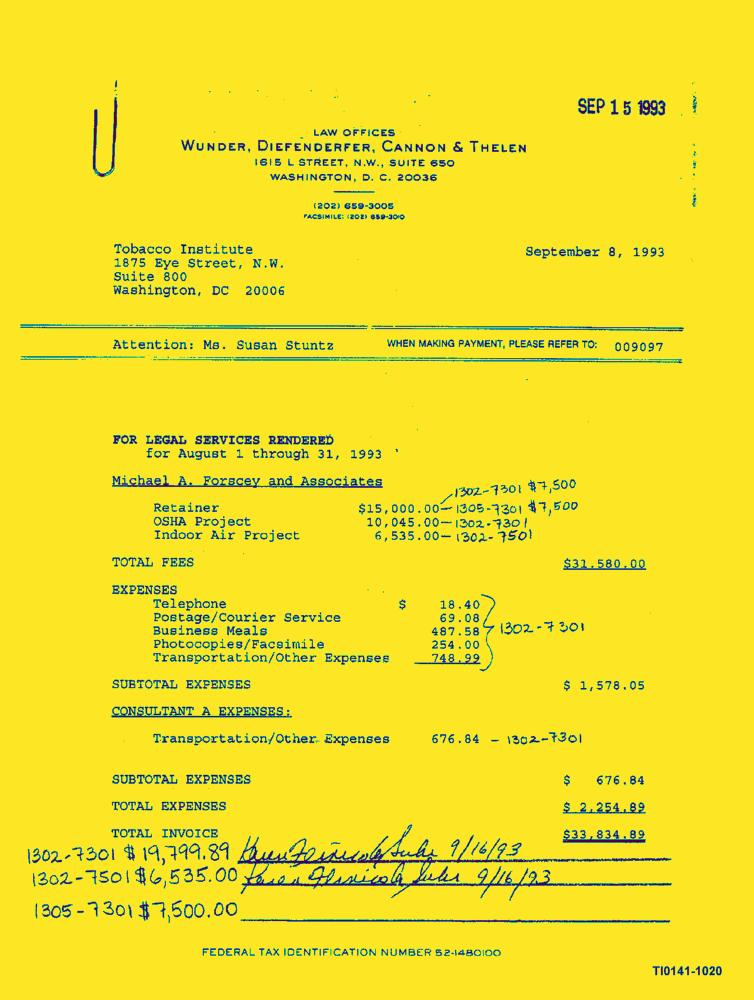 SEP 15 1993
LAW OFFICES
WUNDER, DIEFENDERFER, CANNON & THELEN
1615 L STREET, N.W., SUITE 650
WASHINGTON, D. C. 20036
(202) 659-3005
FACSIMILE: (202) 659-3010
Tobacco Institute
September 8, 1993
1875 Eye Street, N.W.
Suite 800
Washington, DC 20006
Attention: Ms. Susan Stuntz WHEN MAKING PAYMENT, PLEASE REFER TO: 009097
FOR LEGAL SERVICES RENDERED
for August 1 through 31, 1993
Michael A. Forscey and Associates
1302-7301 $7,500
Retainer $15,000.00- 1305-7301 $7,500
OSHA Project 10,045.00- 1302-7301
Indoor Air Project 6,535.00- 1302-7501
TOTAL FEES $31,580.00
EXPENSES
Telephone $ 18.40
Postage/Courier Service 69.08
Business Meals 487.58 1302-7301
Photocopies/Facsimile 254.00
Transportation/Other Expenses 748.99
SUBTOTAL EXPENSES $ 1,578.05
CONSULTANT A EXPENSES:
Transportation/Other Expenses 676.84 - 1302-7301
SUBTOTAL EXPENSES $ 676.84
TOTAL EXPENSES $ 2,254.89
TOTAL INVOICE $33,834.89
1302-7301 $19,799.89 9/16/93
1302-7501 $6,535.00 9/16/93
1305-7301 $7,500.00
FEDERAL TAX IDENTIFICATION NUMBER 52-1480100
TI0141-1020